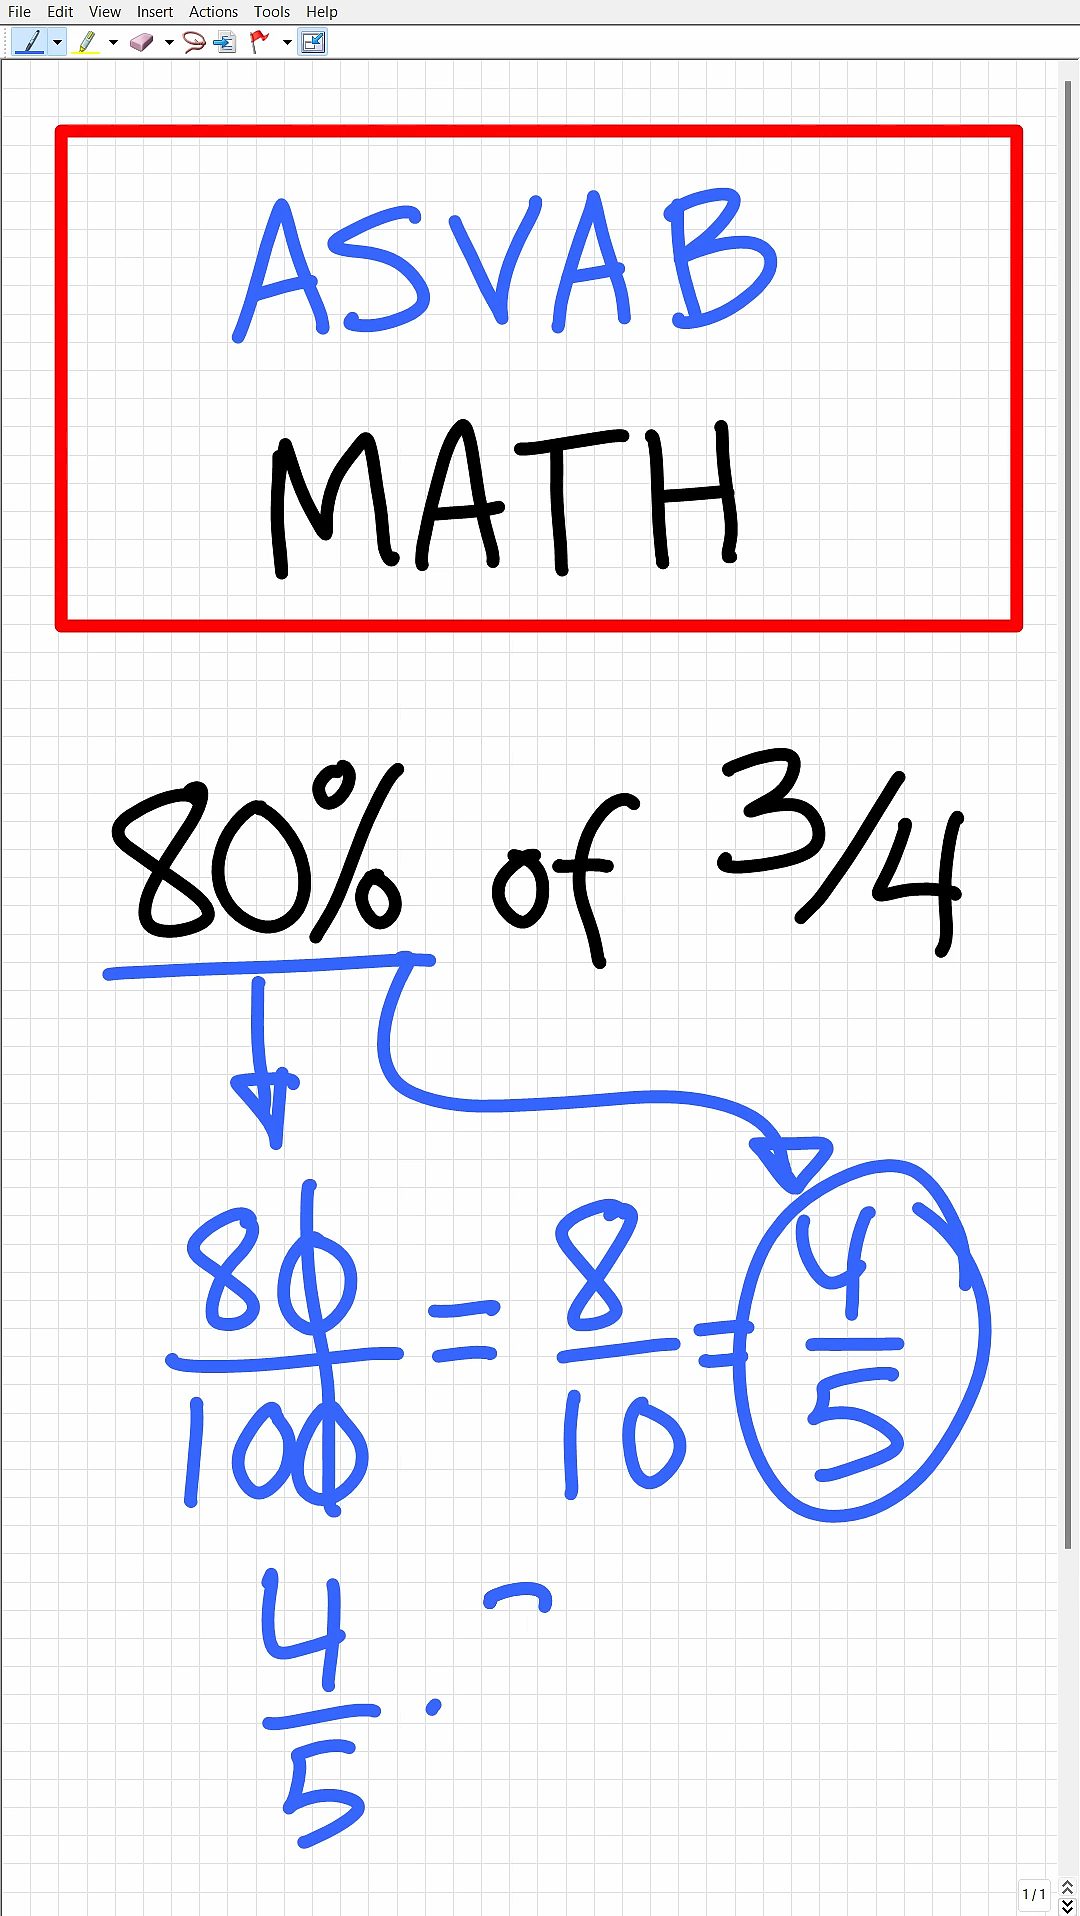 File Edit View Insert Actions Tools Help
ASVAB
MATH
80% of 3/4
80/100 = 8/10 = 4/5
4/5 ·
1/1